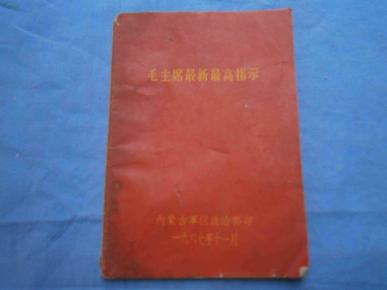 毛主席最新最高指示
内蒙古军区政治部印
一九六七年十一月